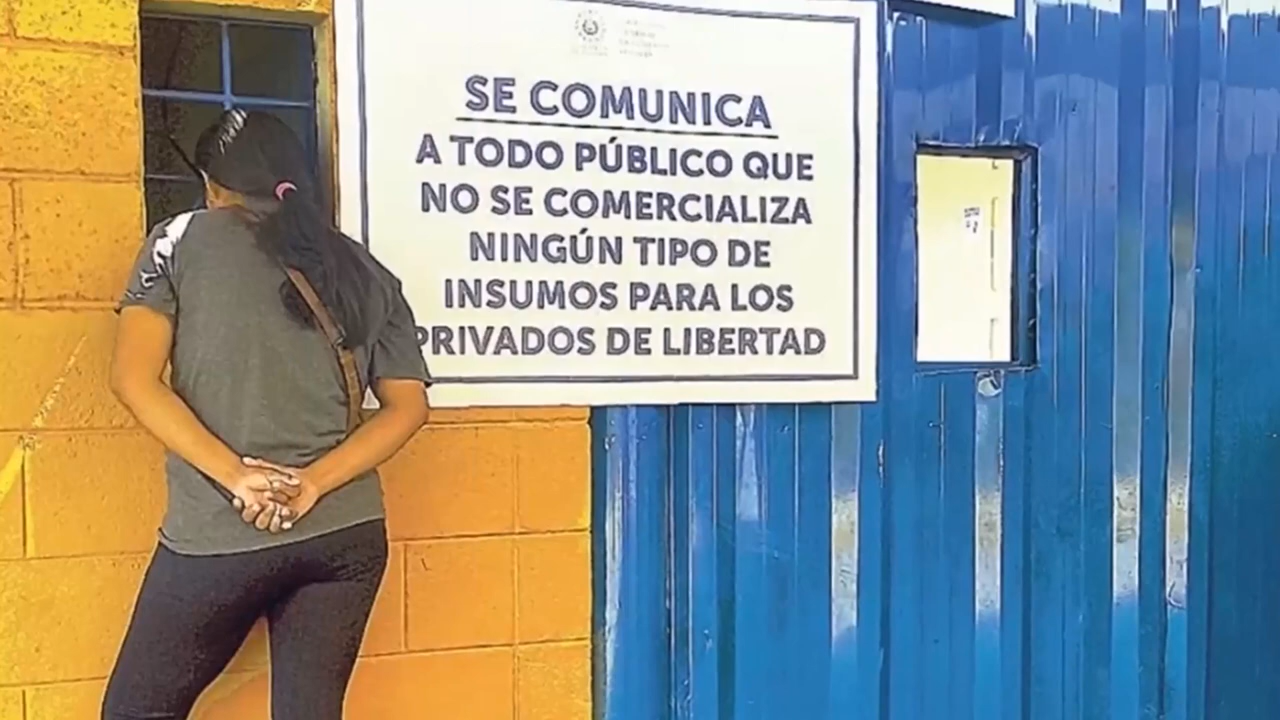 SE COMUNICA
A TODO PÚBLICO QUE
NO SE COMERCIALIZA
NINGÚN TIPO DE
INSUMOS PARA LOS
PRIVADOS DE LIBERTAD